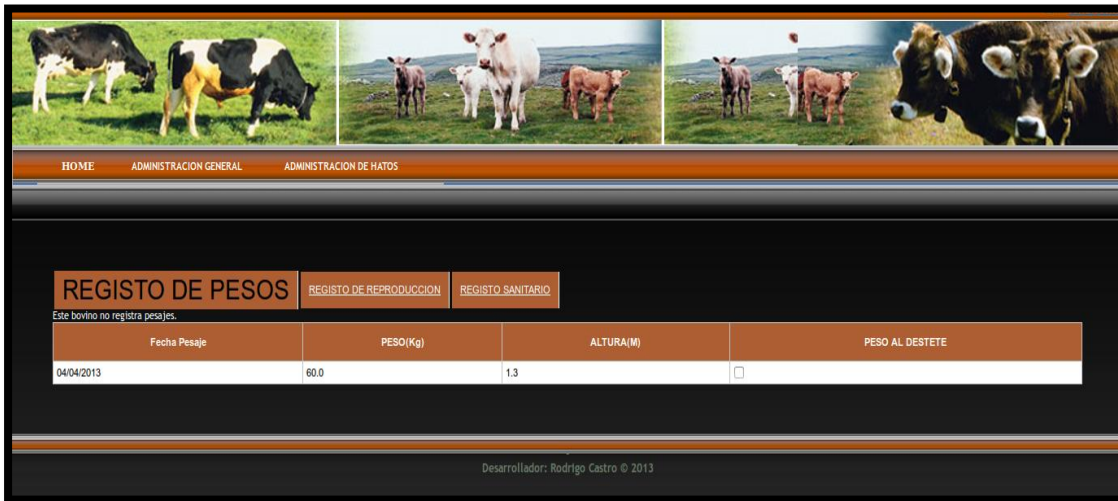 HOME ADMINISTRACION GENERAL ADMINISTRACION DE HATOS
REGISTO DE PESOS REGISTO DE REPRODUCCION REGISTO SANITARIO
Este bovino no registra pesajes.
Fecha Pesaje PESO(Kg) ALTURA(M) PESO AL DESTETE
04/04/2013 60.0 1.3
Desarrollador: Rodrigo Castro © 2013